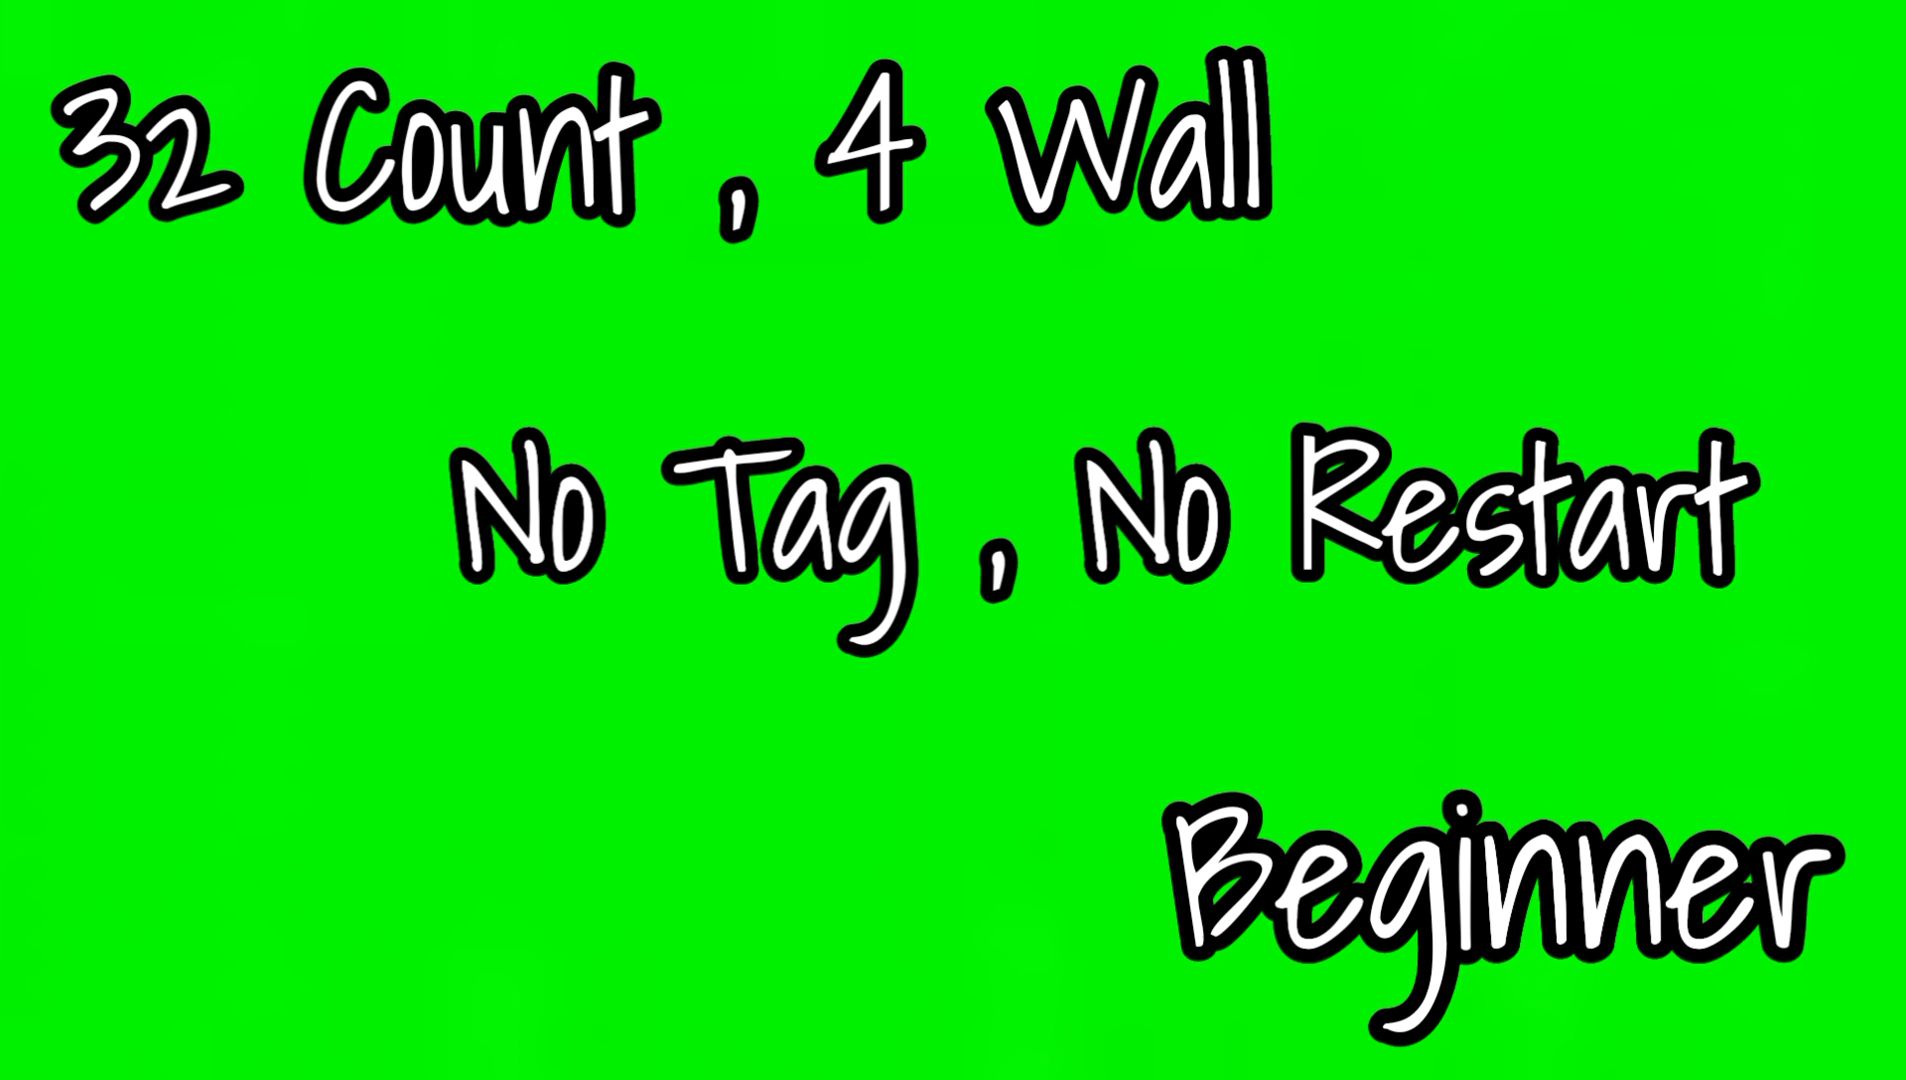 32 Count , 4 Wall
No Tag , No Restart
Beginner